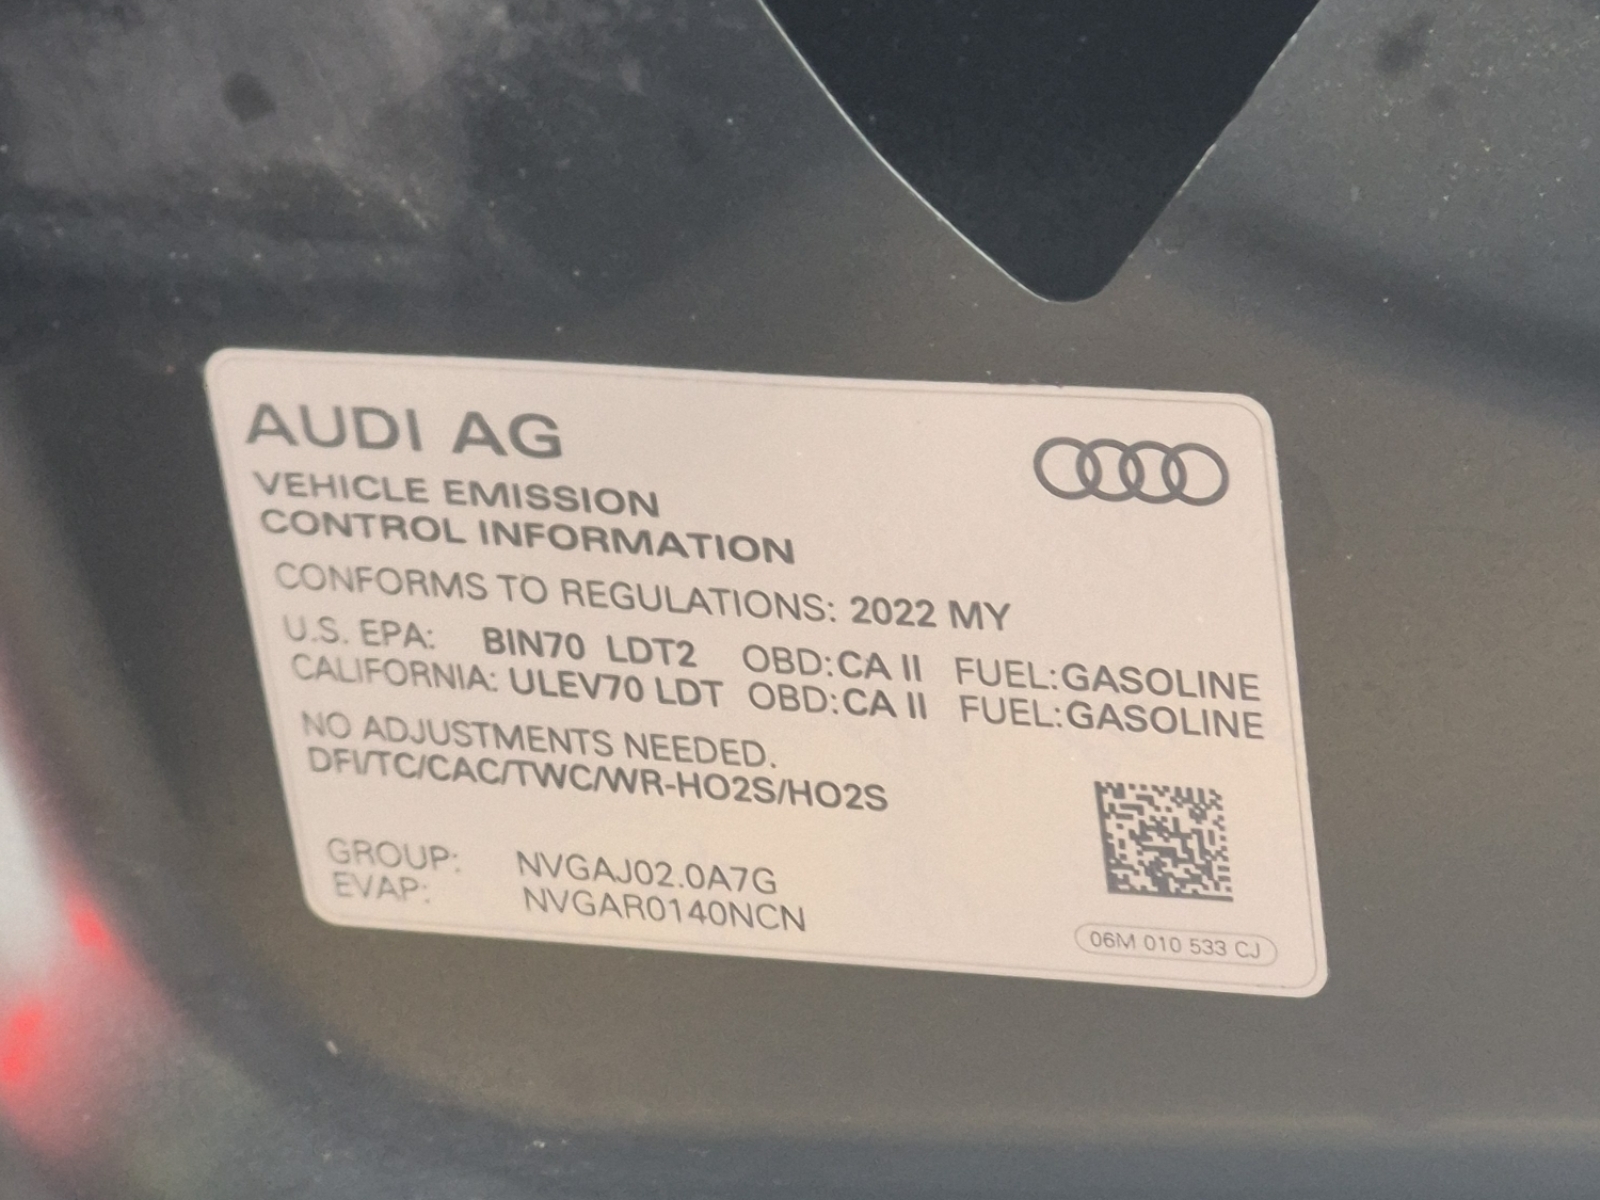 AUDI AG
VEHICLE EMISSION
CONTROL INFORMATION
CONFORMS TO REGULATIONS: 2022 MY
U.S. EPA: BIN70 LDT2 OBD:CA II FUEL:GASOLINE
CALIFORNIA: ULEV70 LDT OBD:CA II FUEL:GASOLINE
NO ADJUSTMENTS NEEDED.
DFI/TC/CAC/TWC/WR-HO2S/HO2S
GROUP: NVGAJ02.0A7G
EVAP: NVGAR0140NCN
06M 010 533 CJ